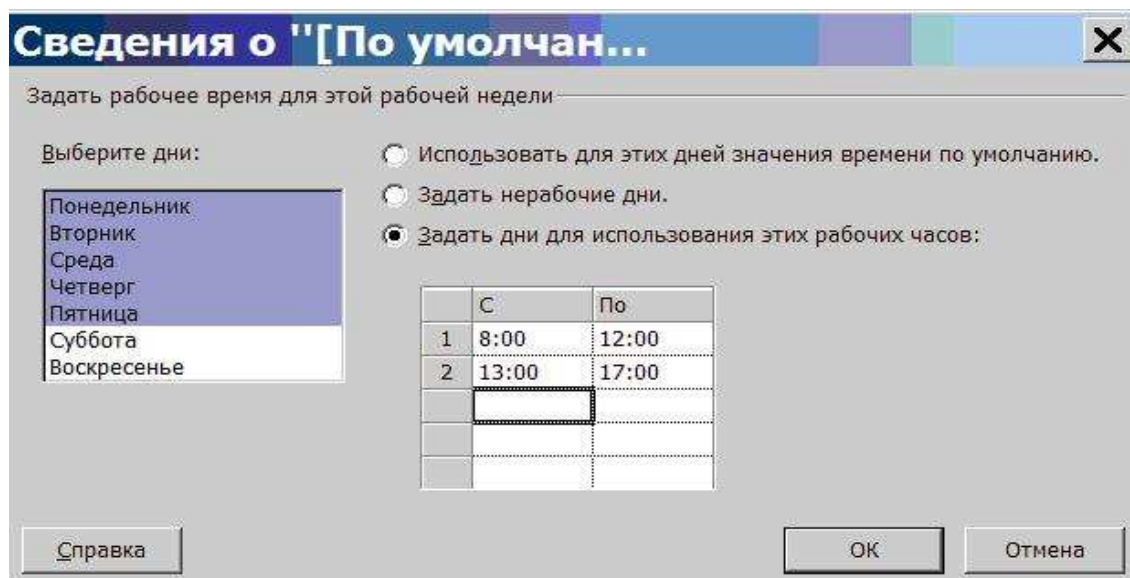 Сведения о "[По умолчан...
Задать рабочее время для этой рабочей недели
Выберите дни:
Понедельник
Вторник
Среда
Четверг
Пятница
Суббота
Воскресенье
Использовать для этих дней значения времени по умолчанию.
Задать нерабочие дни.
Задать дни для использования этих рабочих часов:
С По
1 8:00 12:00
2 13:00 17:00
Справка ОК Отмена